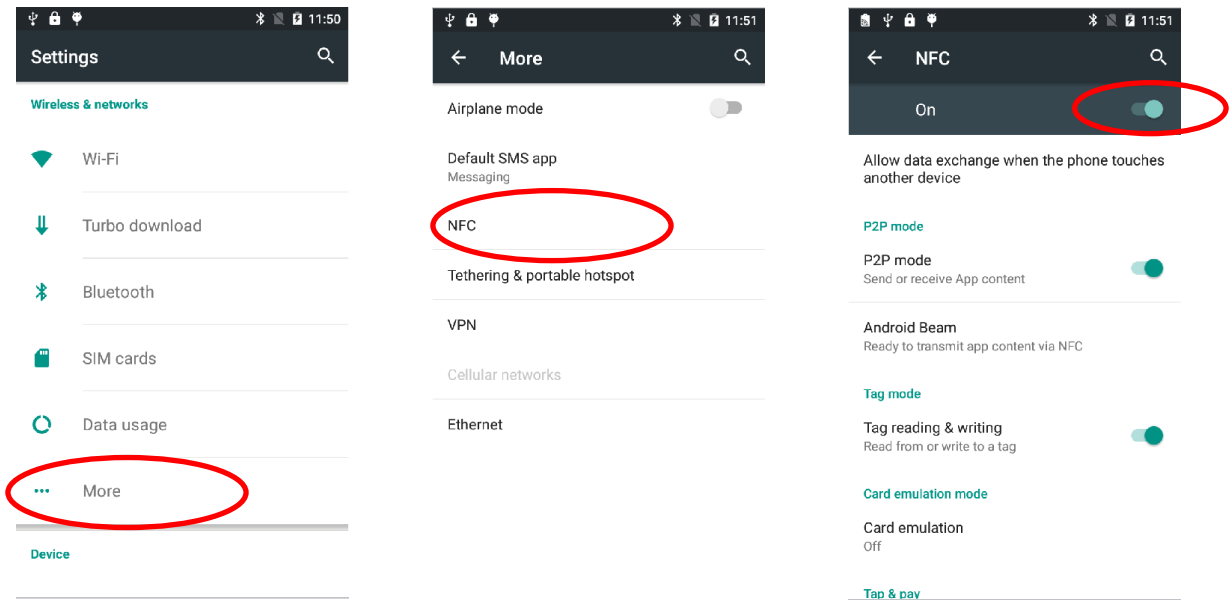 11:50
Settings
Wireless & networks
Wi-Fi
Turbo download
Bluetooth
SIM cards
Data usage
More
Device
11:51
More
Airplane mode
Default SMS app
Messaging
NFC
Tethering & portable hotspot
VPN
Cellular networks
Ethernet
11:51
NFC
On
Allow data exchange when the phone touches
another device
P2P mode
P2P mode
Send or receive App content
Android Beam
Ready to transmit app content via NFC
Tag mode
Tag reading & writing
Read from or write to a tag
Card emulation mode
Card emulation
Off
Tap & pay